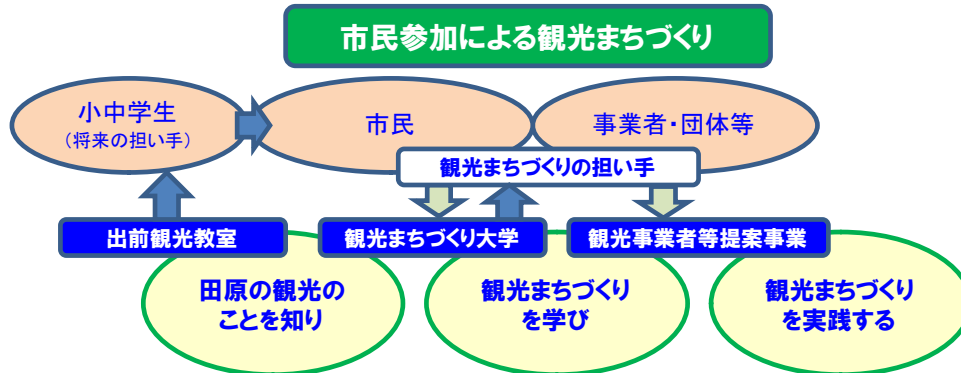 市民参加による観光まちづくり
小中学生
（将来の担い手）
市民
事業者・団体等
観光まちづくりの担い手
出前観光教室
観光まちづくり大学
観光事業者等提案事業
田原の観光の
ことを知り
観光まちづくり
を学び
観光まちづくり
を実践する